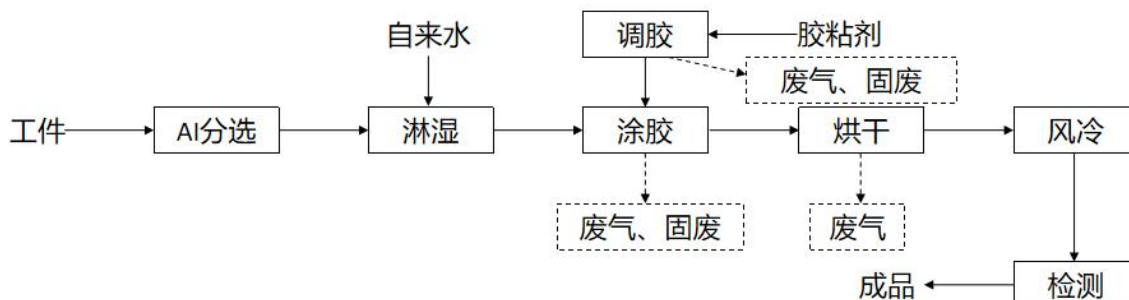 自来水
调胶
胶粘剂
废气、固废
工件
AI分选
淋湿
涂胶
烘干
风冷
废气、固废
废气
成品
检测